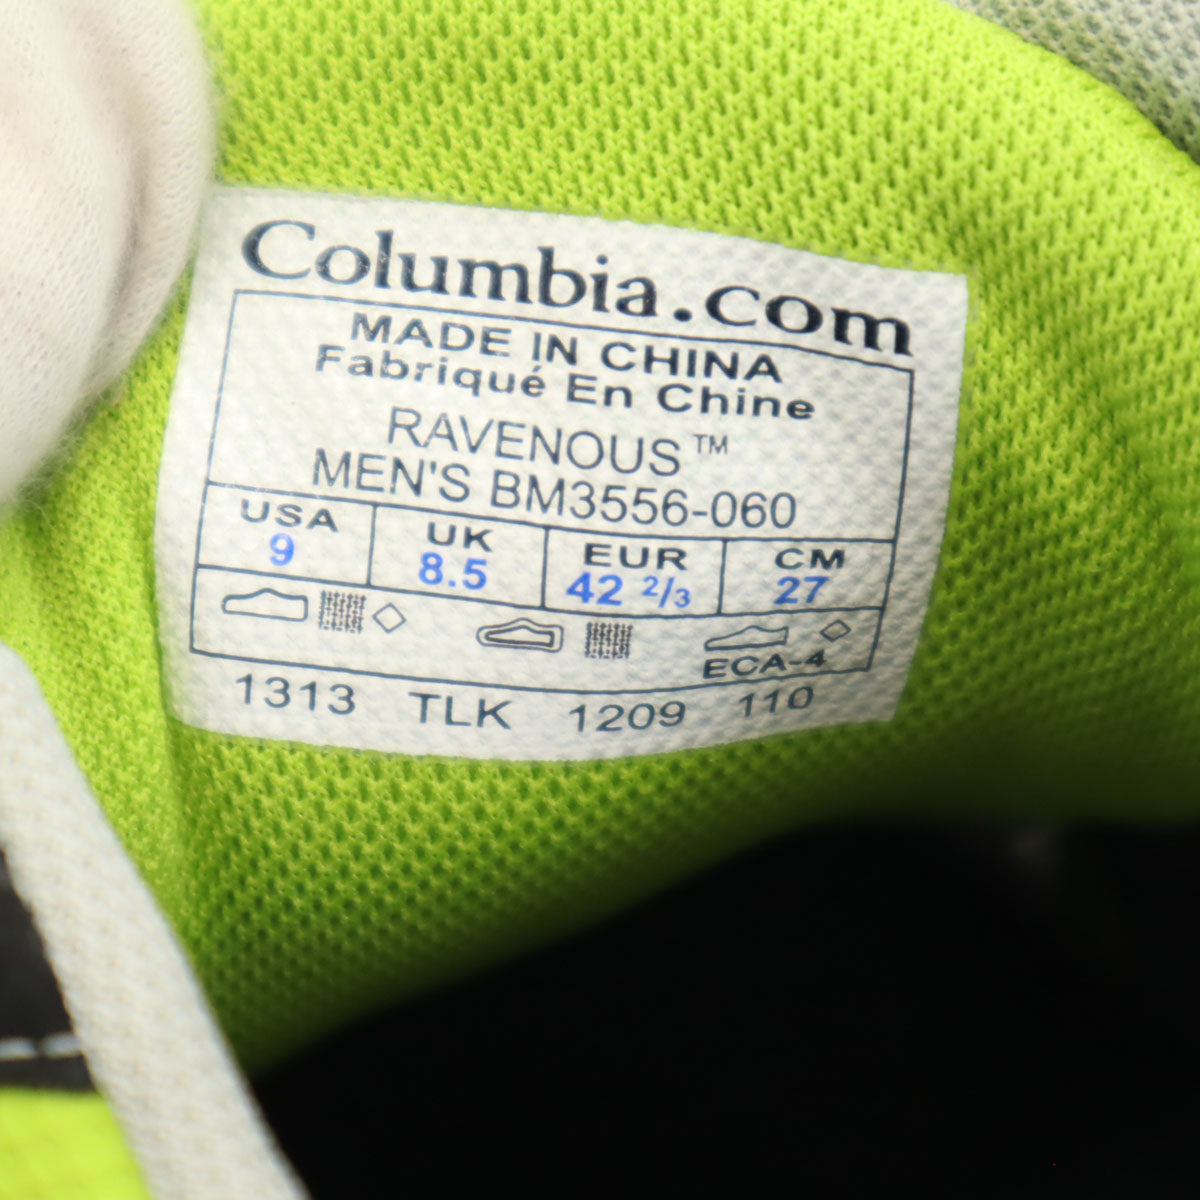 Columbia.com
MADE IN CHINA
Fabriqué En Chine
RAVENOUS™
MEN'S BM3556-060
USA UK EUR CM
9 8.5 42 2/3 27
ECA-4
1313 TLK 1209 110